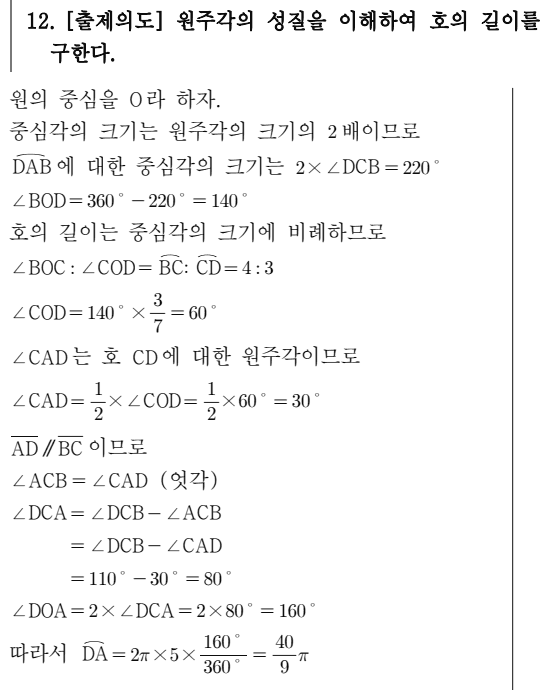 12. [출제의도] 원주각의 성질을 이해하여 호의 길이를
구한다.
원의 중심을 O라 하자.
중심각의 크기는 원주각의 크기의 2배이므로
⌒DAB에 대한 중심각의 크기는 2×∠DCB=220°
∠BOD=360°-220°=140°
호의 길이는 중심각의 크기에 비례하므로
∠BOC:∠COD=⌒BC:⌒CD=4:3
∠COD=140°×3/7=60°
∠CAD는 호 CD에 대한 원주각이므로
∠CAD=1/2×∠COD=1/2×60°=30°
A̅D̅∥B̅C̅이므로
∠ACB=∠CAD (엇각)
∠DCA=∠DCB-∠ACB
=∠DCB-∠CAD
=110°-30°=80°
∠DOA=2×∠DCA=2×80°=160°
따라서 ⌒DA=2π×5×160°/360°=40/9π